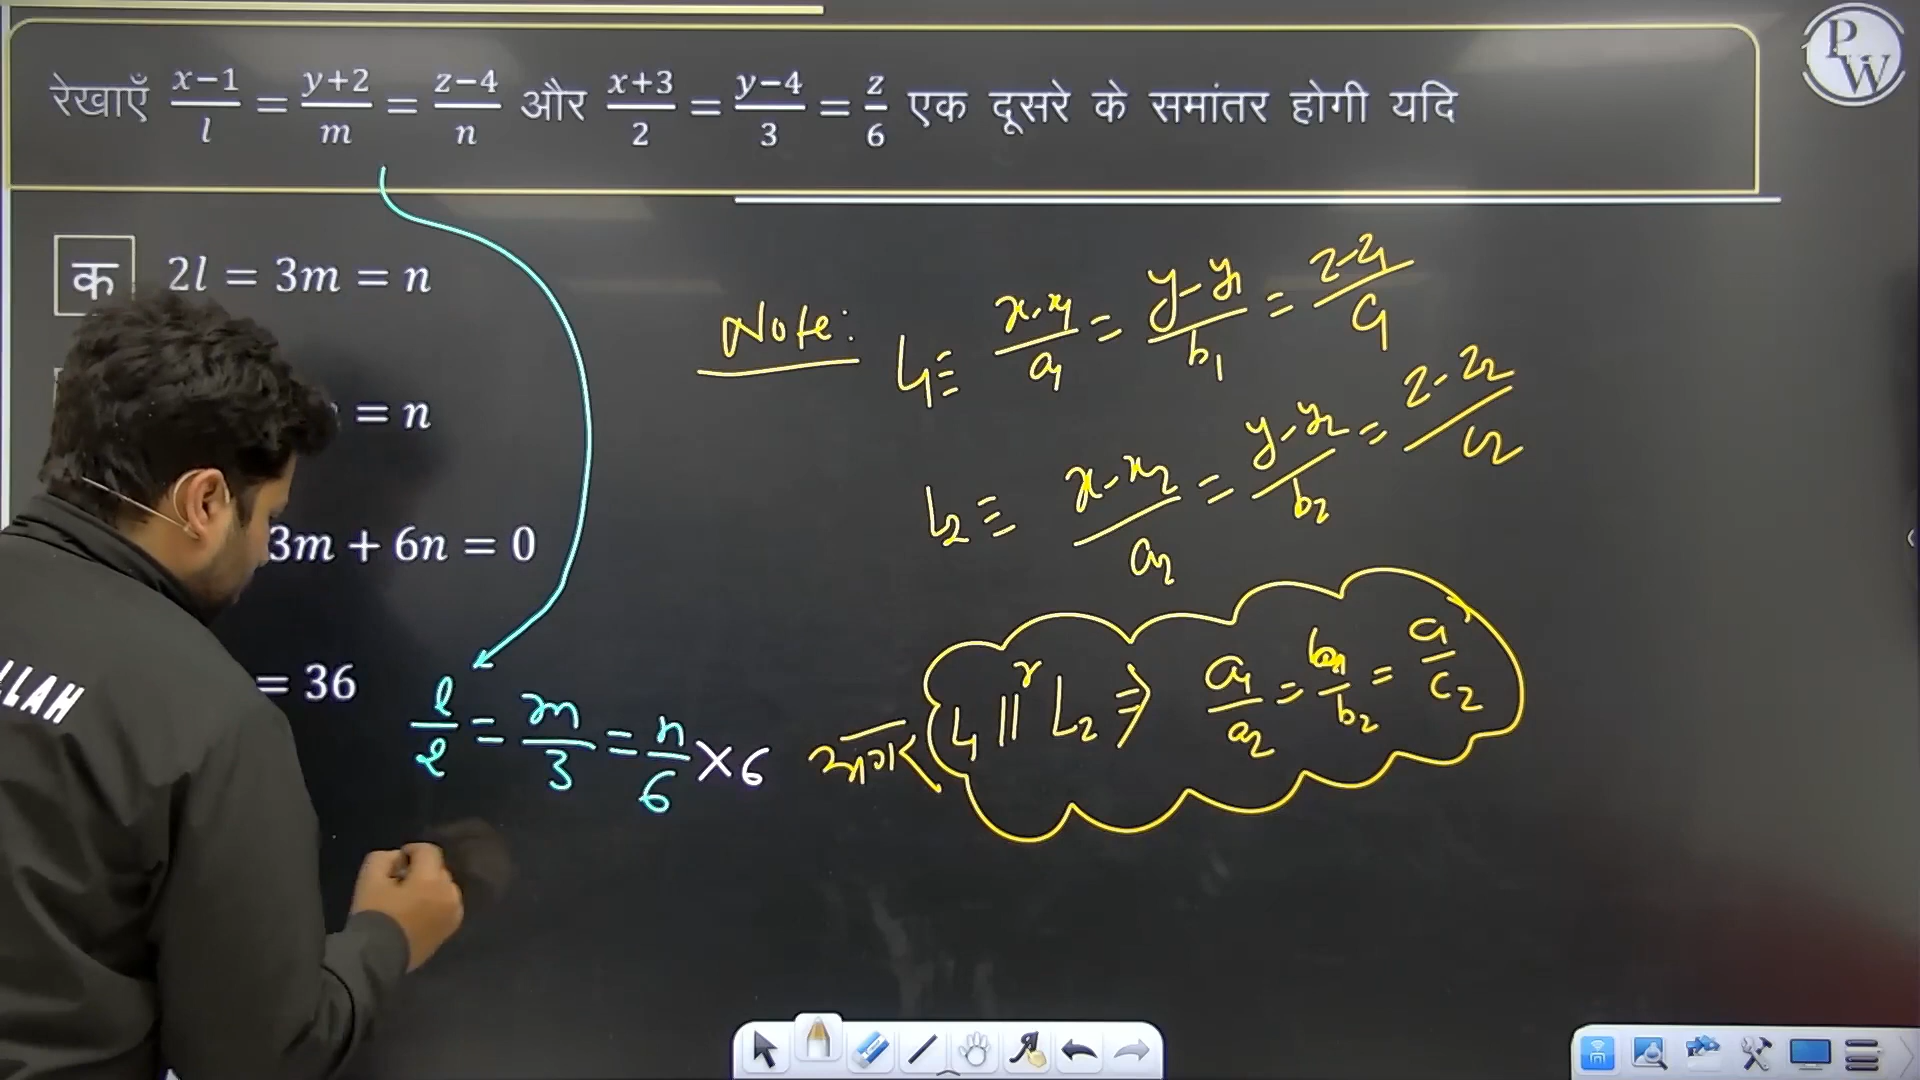 रेखाएँ x−1/l = y+2/m = z−4/n और x+3/2 = y−4/3 = z/6 एक दूसरे के समांतर होगी यदि
PW
क 2l = 3m = n
= n
3m + 6n = 0
= 36
Note: L1 ≡ x-x1/a1 = y-y1/b1 = z-z1/c1
L2 ≡ x-x2/a2 = y-y2/b2 = z-z2/c2
अगर L1 ||r L2 ⇒ a1/a2 = b1/b2 = c1/c2
l/2 = m/3 = n/6 ×6
LLAH